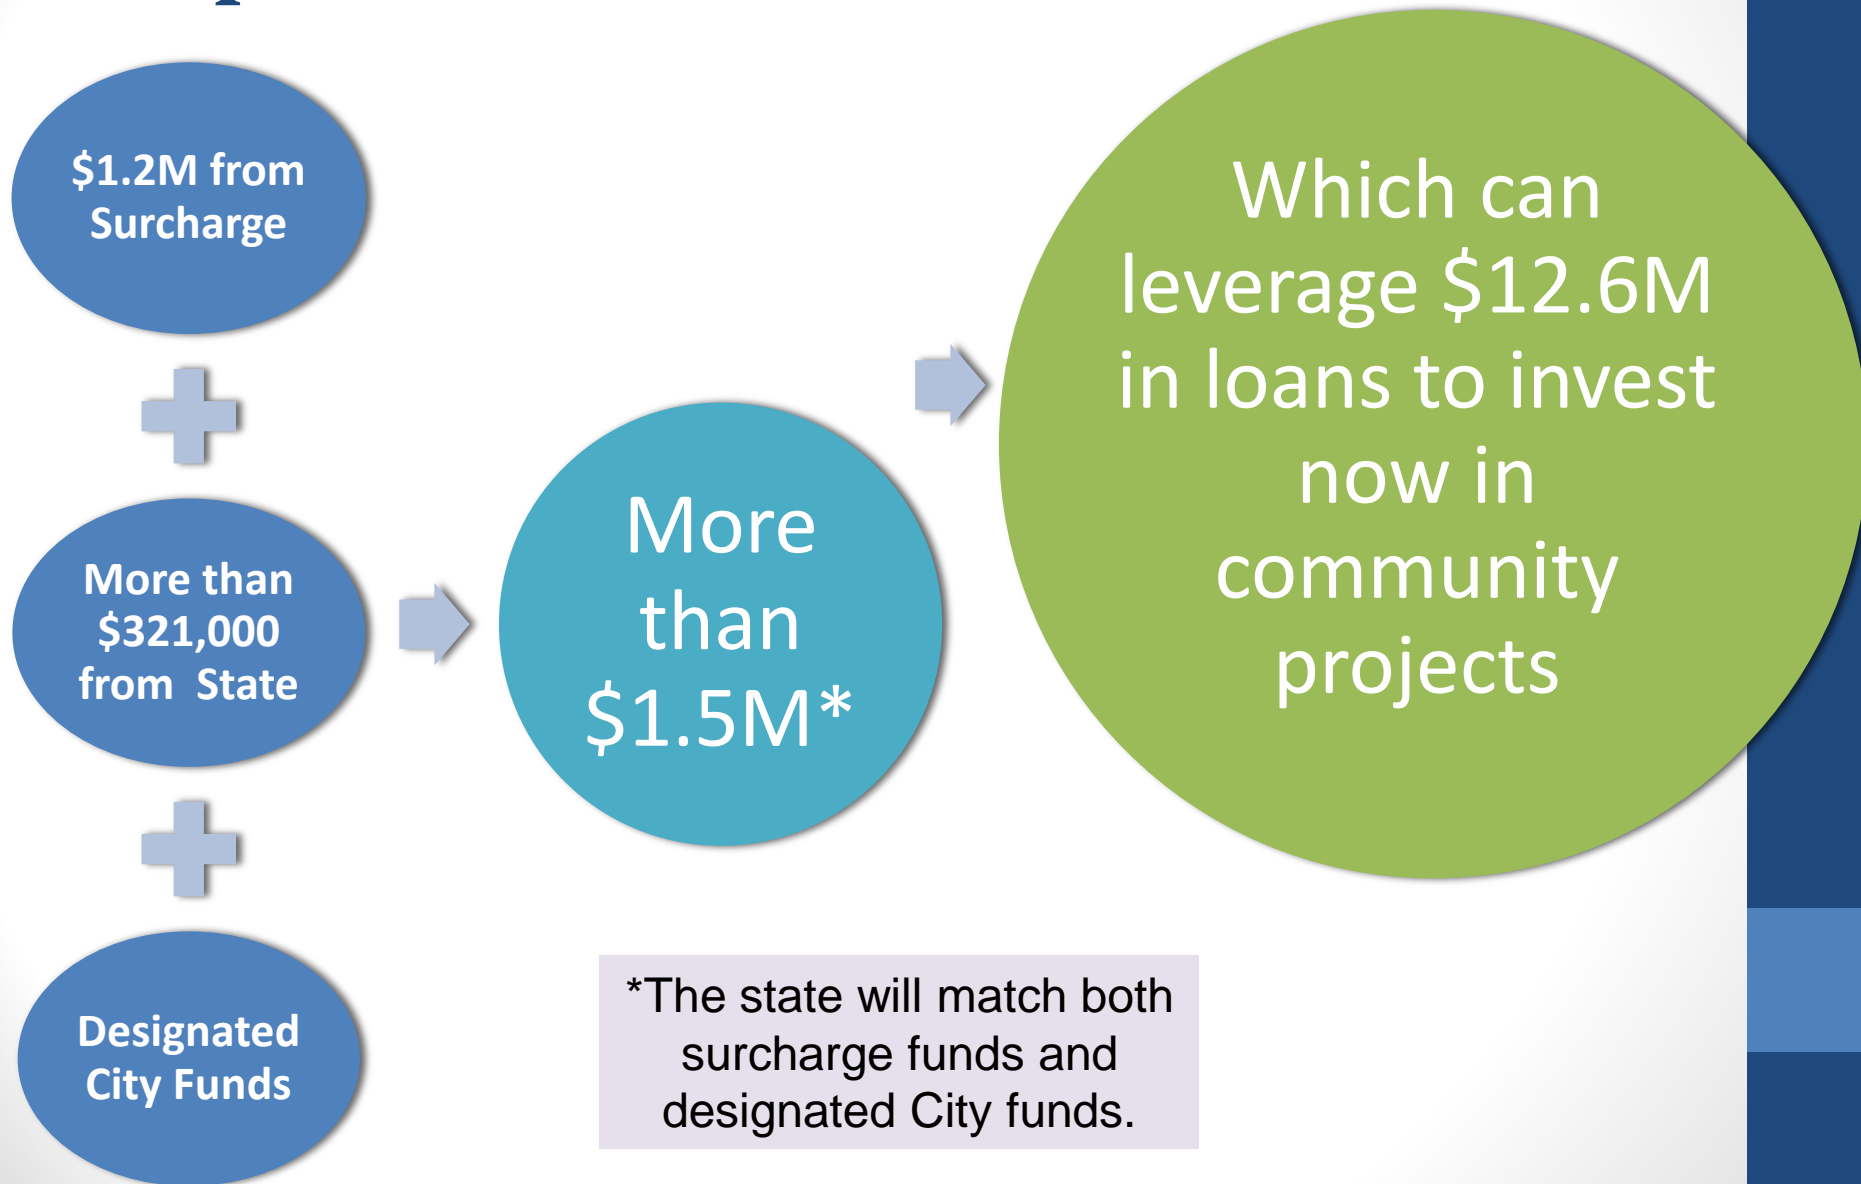 $1.2M from
Surcharge
More than
$321,000
from State
Designated
City Funds
More
than
$1.5M*
Which can
leverage $12.6M
in loans to invest
now in
community
projects
*The state will match both
surcharge funds and
designated City funds.